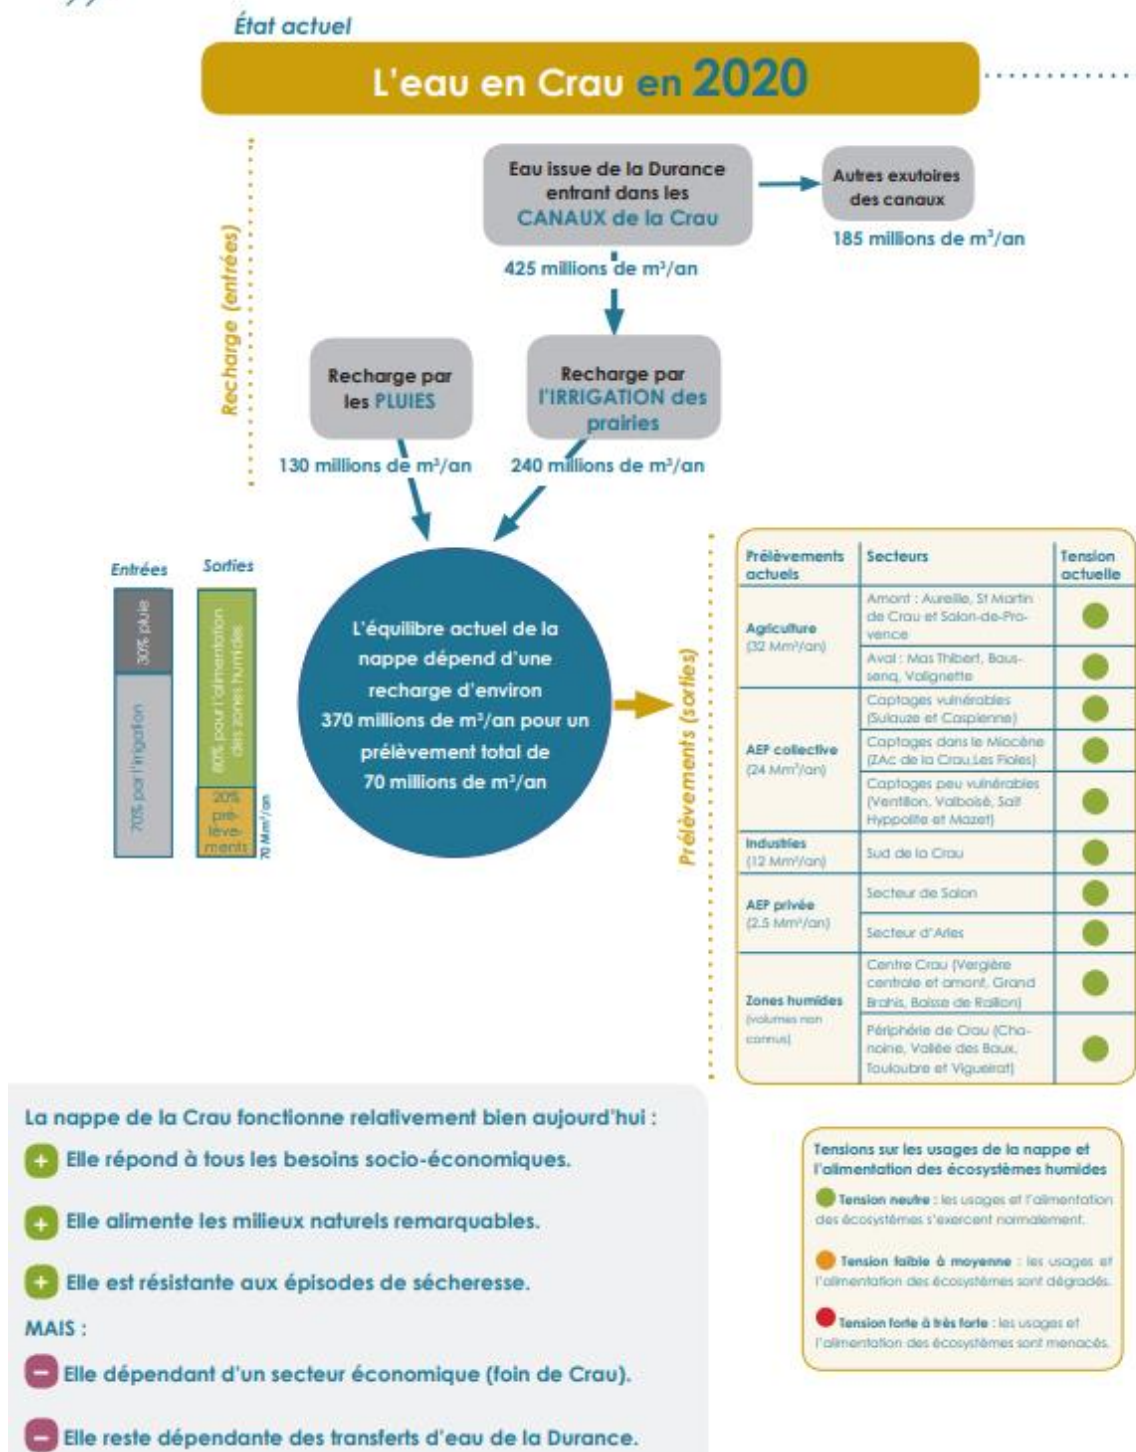 État actuel
L'eau en Crau en 2020
Eau issue de la Durance
entrant dans les
CANAUX de la Crau
Autres exutoires
des canaux
185 millions de m³/an
425 millions de m³/an
Recharge (entrées)
Recharge par
les PLUIES
Recharge par
l'IRRIGATION des
prairies
130 millions de m³/an
240 millions de m³/an
Entrées
Sorties
30% pluie
70% par l'irrigation
80% pour l'alimentation
des zones humides
20%
pré-
lève-
ments
70 Mm³/an
L'équilibre actuel de la
nappe dépend d'une
recharge d'environ
370 millions de m³/an pour un
prélèvement total de
70 millions de m³/an
Prélèvements (sorties)
Prélèvements
actuels
Secteurs
Tension
actuelle
Agriculture
(32 Mm³/an)
Amont : Aureille, St Martin
de Crau et Salon-de-Pro-
vence
Aval : Mas Thibert, Baus-
senq, Valignette
AEP collective
(24 Mm³/an)
Captages vulnérables
(Sulauze et Caspienne)
Captages dans le Miocène
(ZAc de la Crau,Les Fioles)
Captages peu vulnérables
(Ventillon, Valboisé, Sait
Hyppolite et Mazet)
Industries
(12 Mm³/an)
Sud de la Crau
AEP privée
(2.5 Mm³/an)
Secteur de Salon
Secteur d'Arles
Zones humides
(volumes non
connus)
Centre Crau (Vergière
centrale et amont, Grand
Brahis, Baisse de Raillon)
Périphérie de Crau (Cha-
noine, Vallée des Baux,
Touloubre et Vigueirat)
La nappe de la Crau fonctionne relativement bien aujourd'hui :
+ Elle répond à tous les besoins socio-économiques.
+ Elle alimente les milieux naturels remarquables.
+ Elle est résistante aux épisodes de sécheresse.
MAIS :
- Elle dépendant d'un secteur économique (foin de Crau).
- Elle reste dépendante des transferts d'eau de la Durance.
Tensions sur les usages de la nappe et
l'alimentation des écosystèmes humides
Tension neutre : les usages et l'alimentation
des écosystèmes s'exercent normalement.
Tension faible à moyenne : les usages et
l'alimentation des écosystèmes sont dégradés.
Tension forte à très forte : les usages et
l'alimentation des écosystèmes sont menacés.